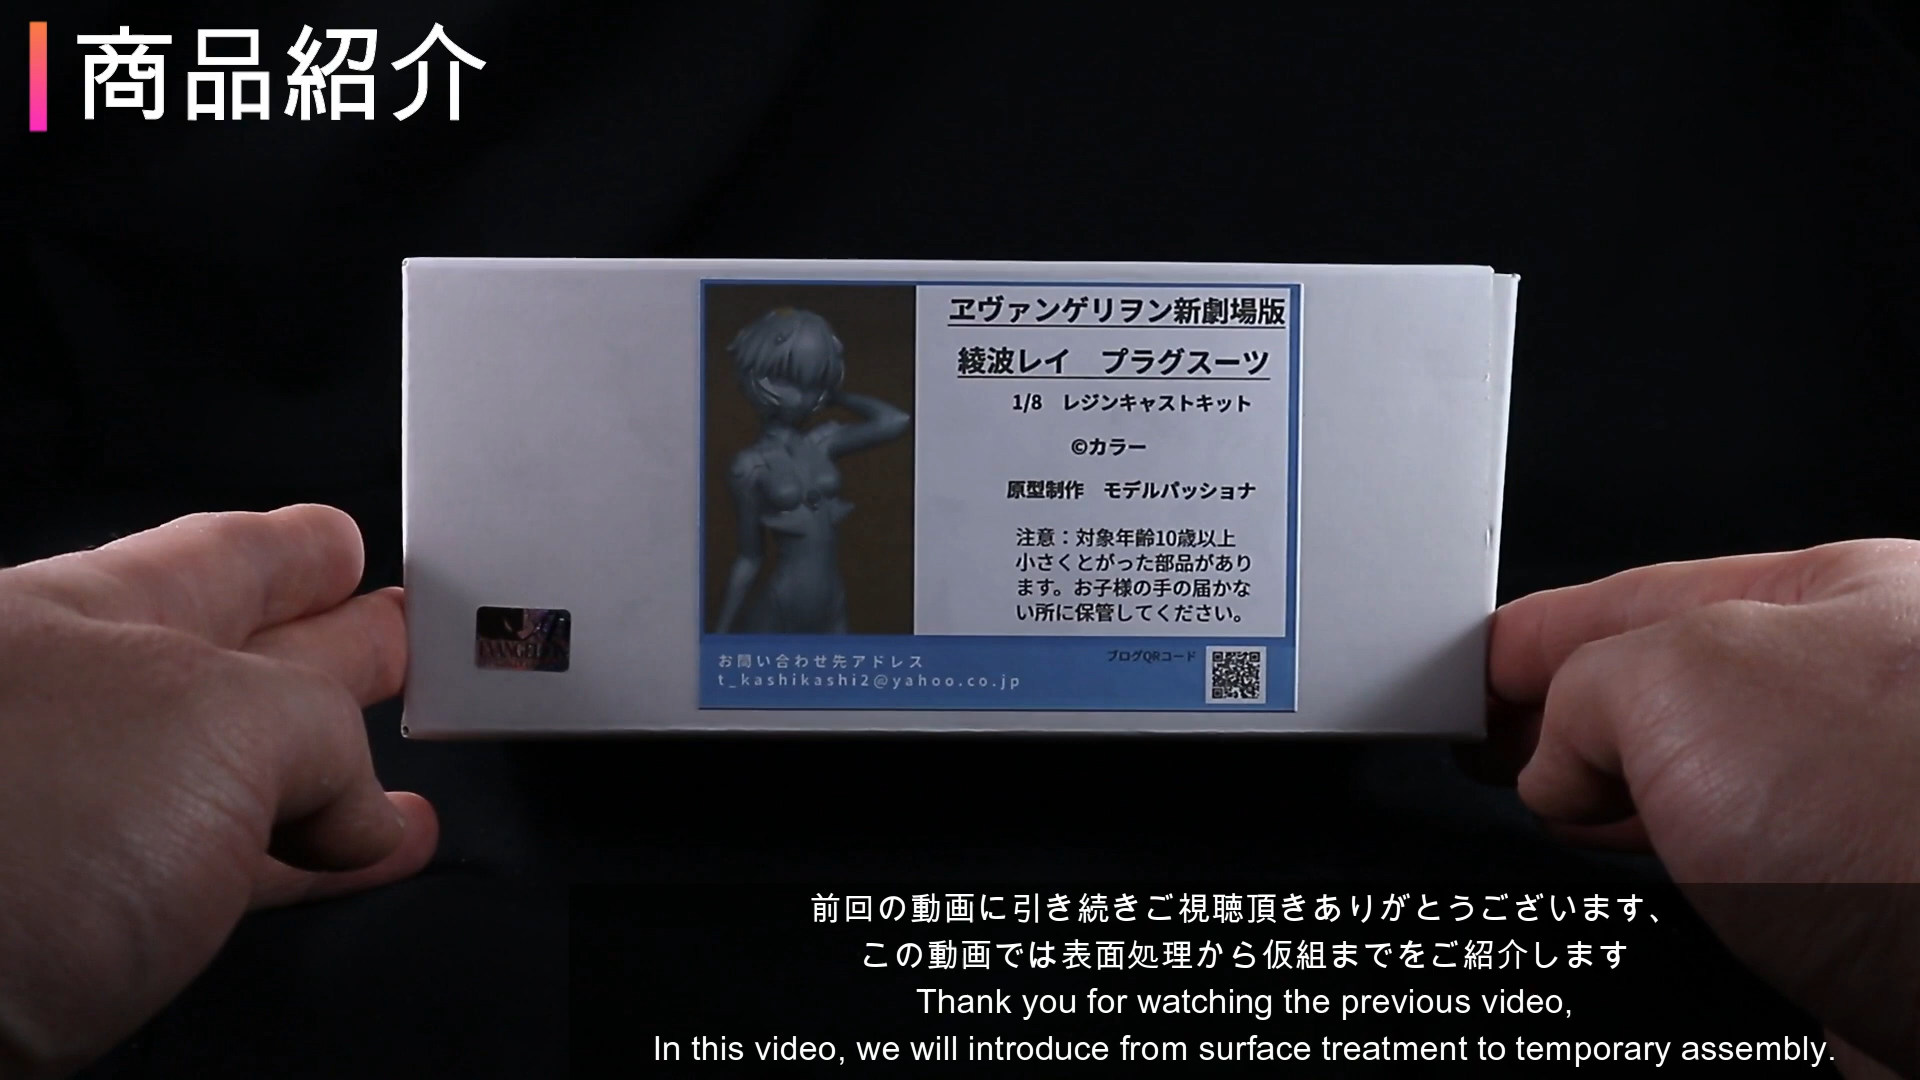 商品紹介
ヱヴァンゲリヲン新劇場版
綾波レイ　プラグスーツ
1/8　レジンキャストキット
©カラー
原型制作　モデルパッショナ
注意：対象年齢10歳以上
小さくとがった部品があり
ます。お子様の手の届かな
い所に保管してください。
EVANGELION
お問い合わせ先アドレス
t_kashikashi2@yahoo.co.jp
ブログQRコード
前回の動画に引き続きご視聴頂きありがとうございます、
この動画では表面処理から仮組までをご紹介します
Thank you for watching the previous video,
In this video, we will introduce from surface treatment to temporary assembly.